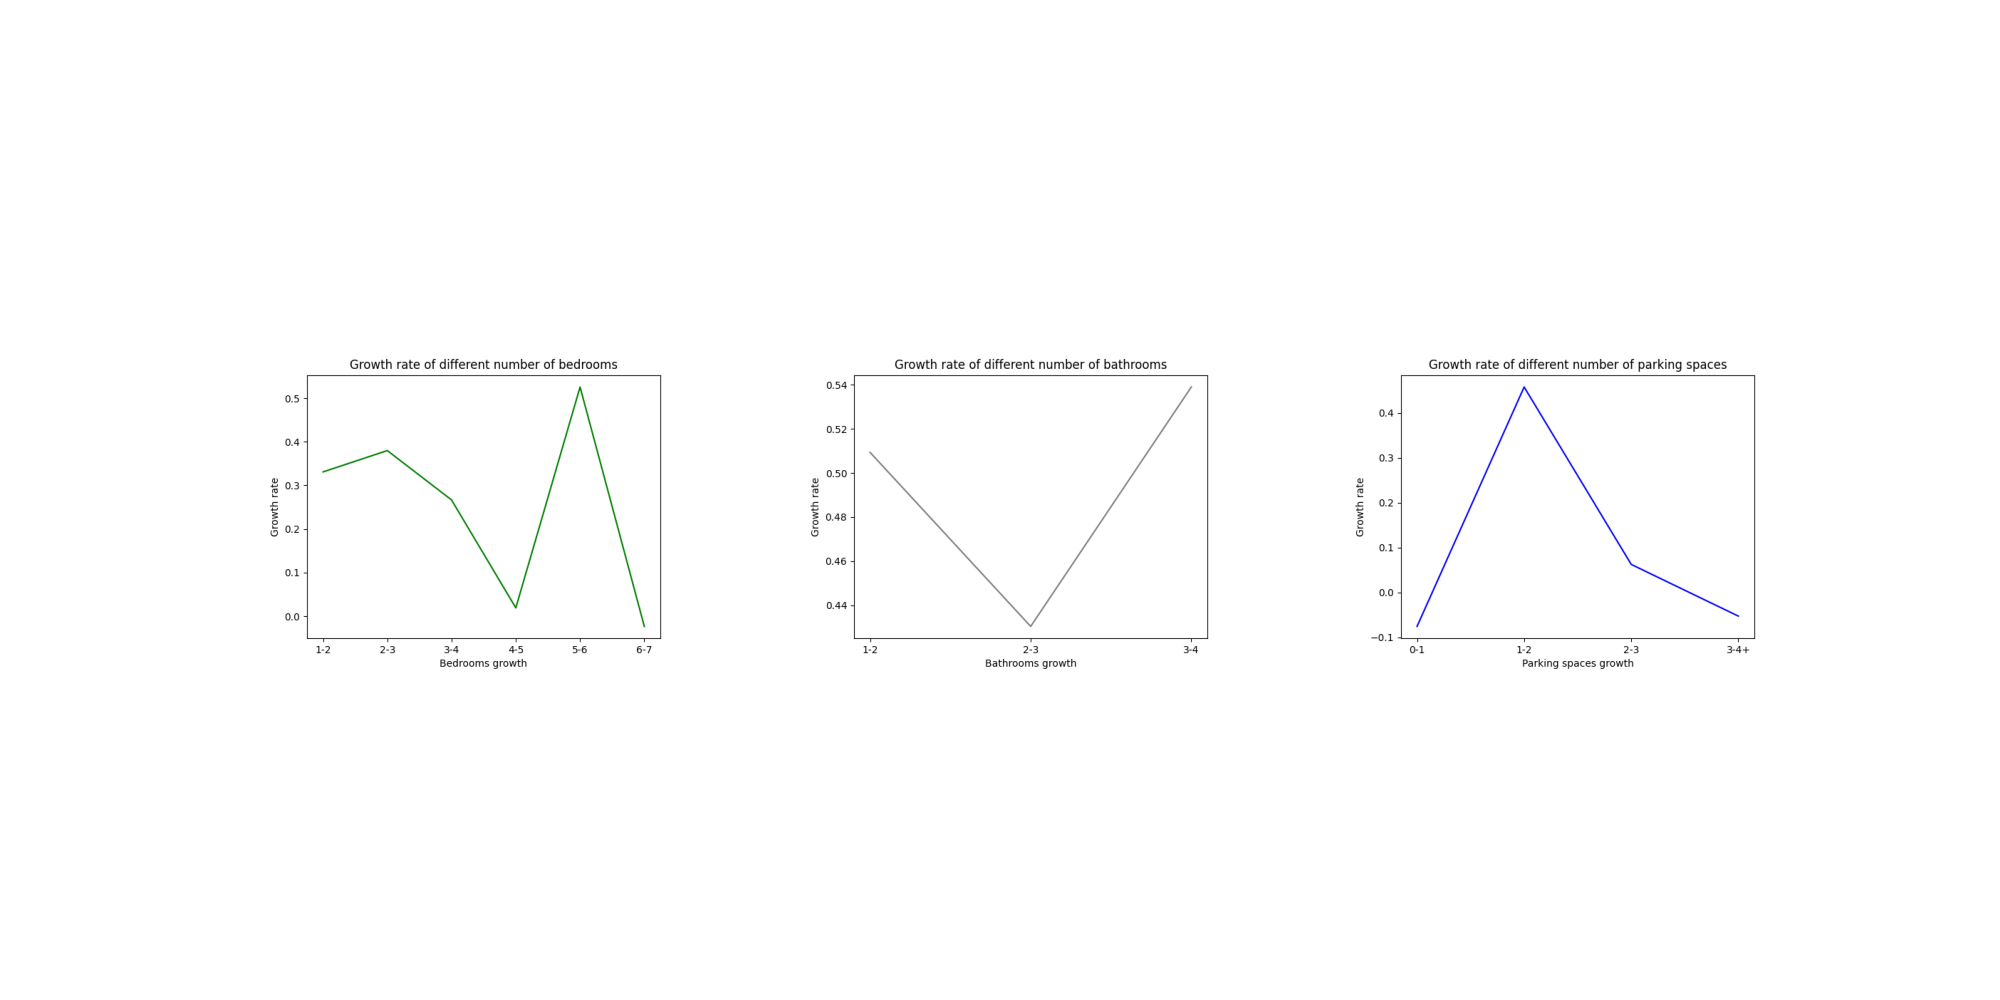 Growth rate of different number of bedrooms
Growth rate
0.5
0.4
0.3
0.2
0.1
0.0
1-2 2-3 3-4 4-5 5-6 6-7
Bedrooms growth
Growth rate of different number of bathrooms
Growth rate
0.54
0.52
0.50
0.48
0.46
0.44
1-2 2-3 3-4
Bathrooms growth
Growth rate of different number of parking spaces
Growth rate
0.4
0.3
0.2
0.1
0.0
−0.1
0-1 1-2 2-3 3-4+
Parking spaces growth